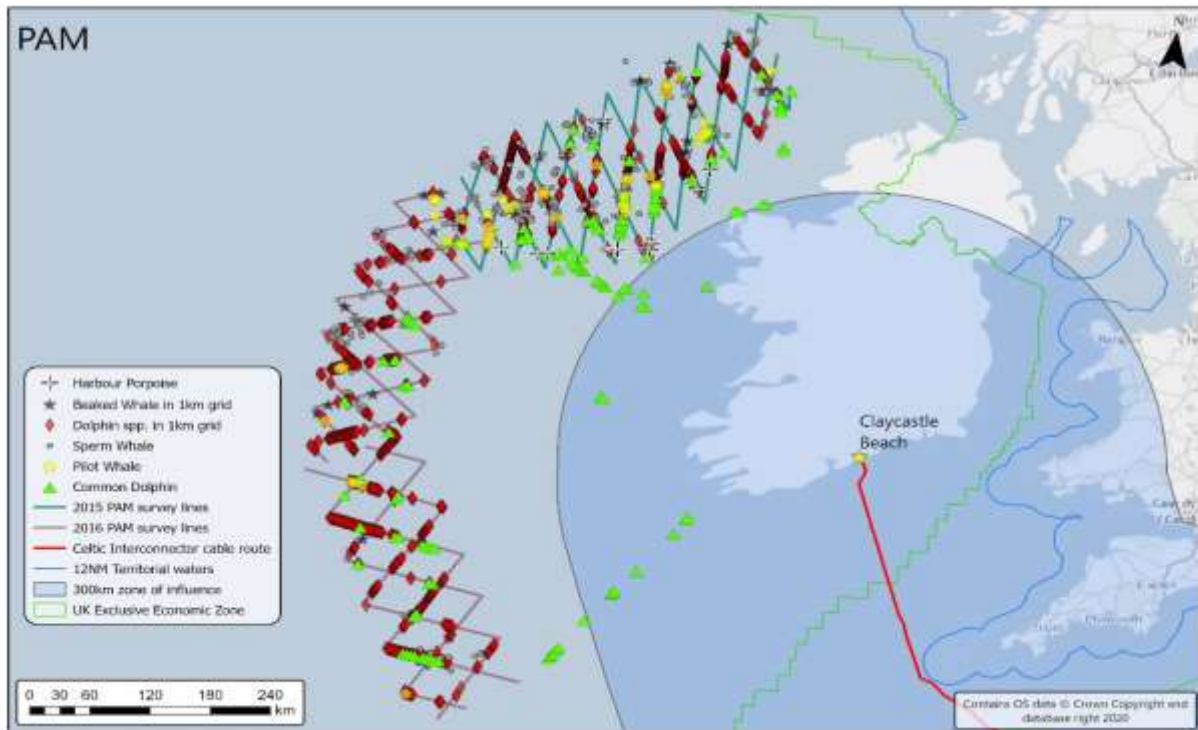 PAM
N
Claycastle
Beach
Harbour Porpoise
Beaked Whale in 1km grid
Dolphin spp. in 1km grid
Sperm Whale
Pilot Whale
Common Dolphin
2015 PAM survey lines
2016 PAM survey lines
Celtic Interconnector cable route
12NM Territorial waters
300km zone of influence
UK Exclusive Economic Zone
0 30 60 120 180 240
km
Contains OS data © Crown Copyright and
database right 2020